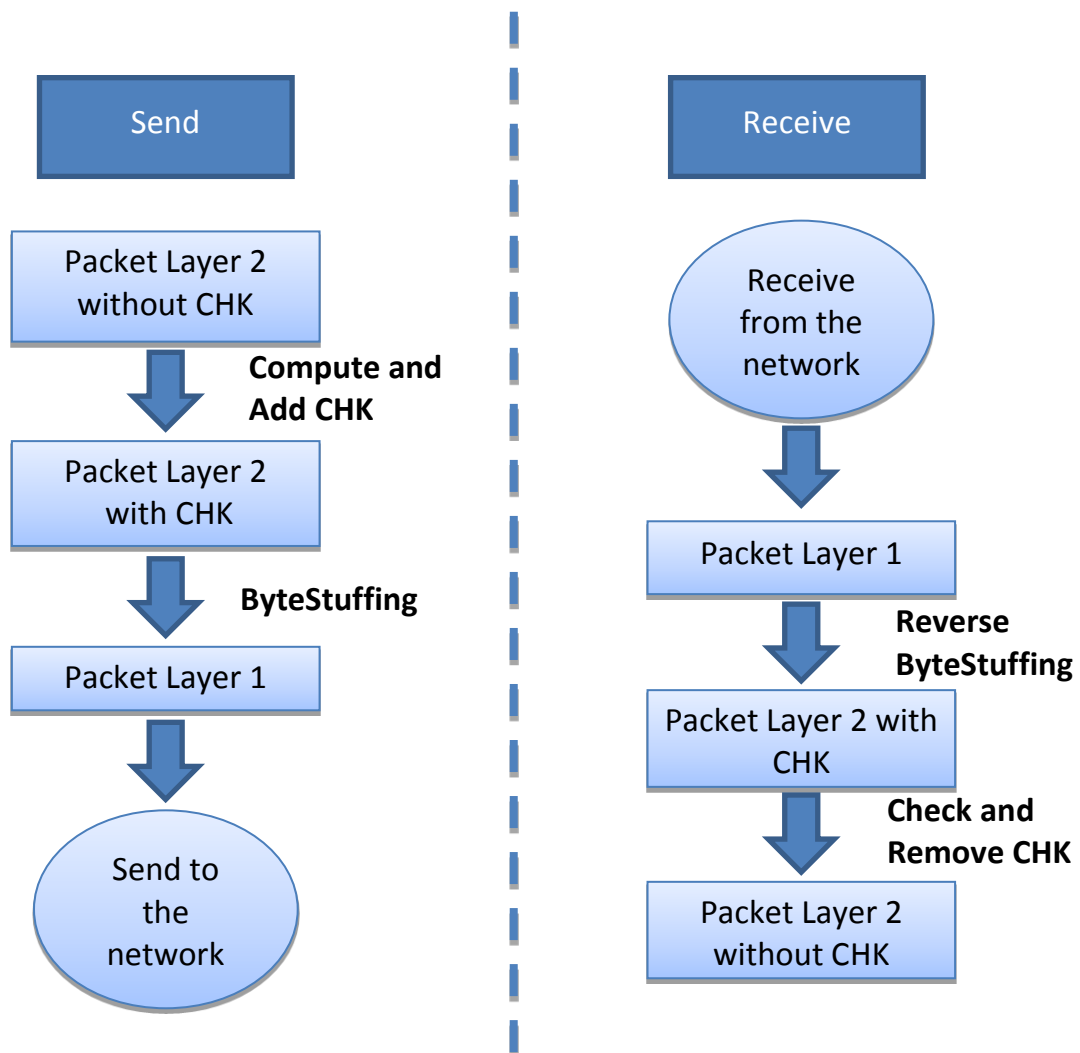 Send
Packet Layer 2
without CHK
Compute and
Add CHK
Packet Layer 2
with CHK
ByteStuffing
Packet Layer 1
Send to
the
network
Receive
Receive
from the
network
Packet Layer 1
Reverse
ByteStuffing
Packet Layer 2 with
CHK
Check and
Remove CHK
Packet Layer 2
without CHK